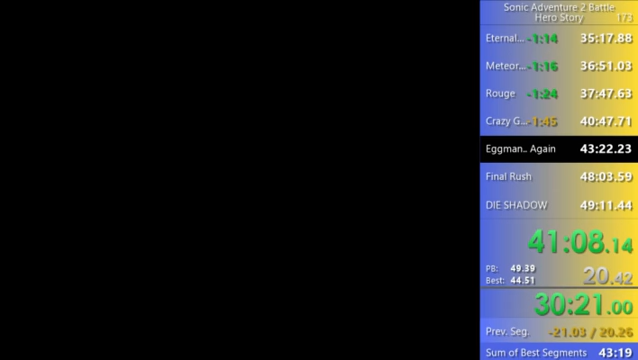 Sonic Adventure 2 Battle
Hero Story 173
Eternal... -1:14 35:17.88
Meteor... -1:16 36:51.03
Rouge -1:24 37:47.63
Crazy G... -1:45 40:47.71
Eggman.. Again 43:22.23
Final Rush 48:03.59
DIE SHADOW 49:11.44
41:08.14
PB: 49.39
Best: 44.51
20.42
30:21.00
Prev. Seg. -21.03 / 20.26
Sum of Best Segments 43:19